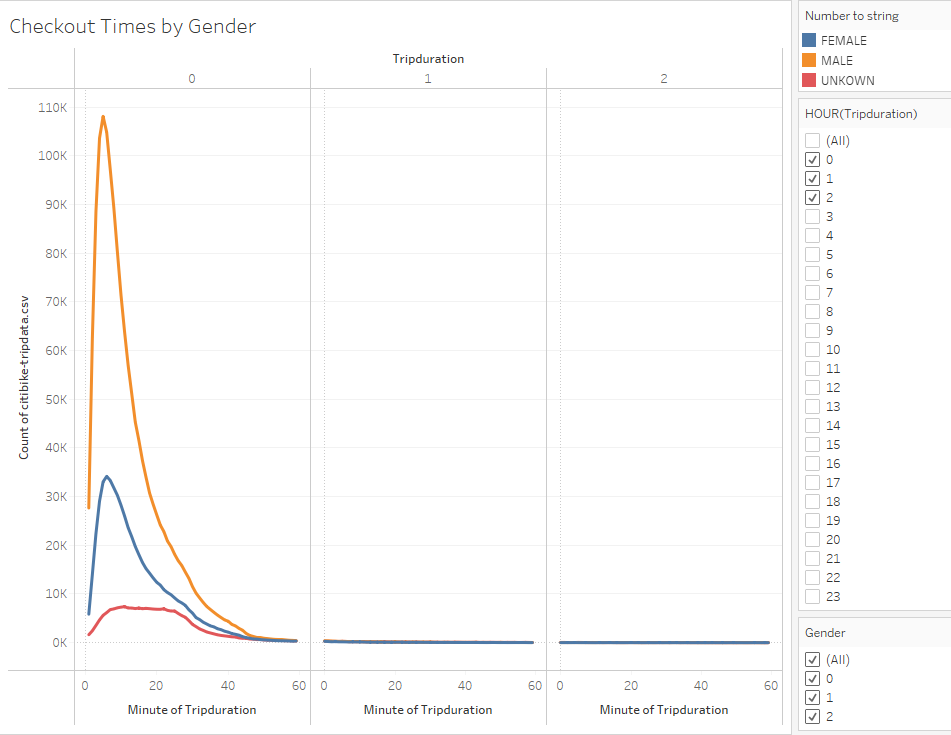 Checkout Times by Gender
Tripduration
0 1 2
Count of citibike-tripdata.csv
110K
100K
90K
80K
70K
60K
50K
40K
30K
20K
10K
0K
0 20 40 60 0 20 40 60 0 20 40 60
Minute of Tripduration Minute of Tripduration Minute of Tripduration
Number to string
FEMALE
MALE
UNKOWN
HOUR(Tripduration)
(All)
0
1
2
3
4
5
6
7
8
9
10
11
12
13
14
15
16
17
18
19
20
21
22
23
Gender
(All)
0
1
2